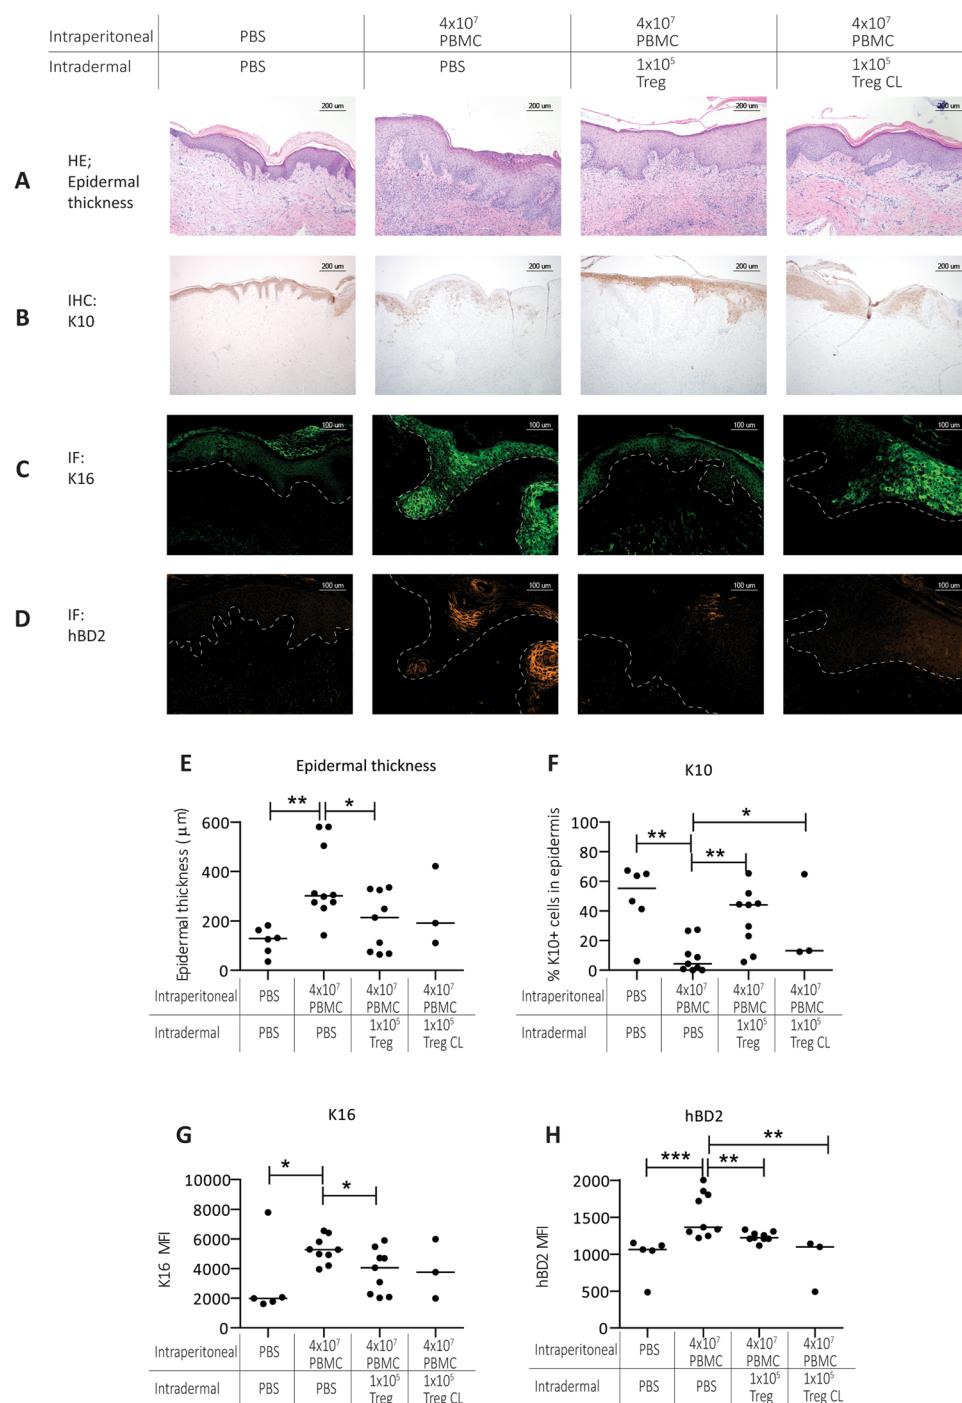 Intraperitoneal PBS 4x10⁷ PBMC 4x10⁷ PBMC 4x10⁷ PBMC
Intradermal PBS PBS 1x10⁵ Treg 1x10⁵ Treg CL
A HE; Epidermal thickness
200 um 200 um 200 um 200 um
B IHC: K10
200 um 200 um 200 um 200 um
C IF: K16
100 um 100 um 100 um 100 um
D IF: hBD2
100 um 100 um 100 um 100 um
E Epidermal thickness
** *
Epidermal thickness (µm)
600
400
200
0
Intraperitoneal PBS 4x10⁷ PBMC 4x10⁷ PBMC 4x10⁷ PBMC
Intradermal PBS PBS 1x10⁵ Treg 1x10⁵ Treg CL
F K10
*
** **
% K10+ cells in epidermis
100
80
60
40
20
0
Intraperitoneal PBS 4x10⁷ PBMC 4x10⁷ PBMC 4x10⁷ PBMC
Intradermal PBS PBS 1x10⁵ Treg 1x10⁵ Treg CL
G K16
*
*
K16 MFI
10000
8000
6000
4000
2000
0
Intraperitoneal PBS 4x10⁷ PBMC 4x10⁷ PBMC 4x10⁷ PBMC
Intradermal PBS PBS 1x10⁵ Treg 1x10⁵ Treg CL
H hBD2
**
*** **
hBD2 MFI
2000
1500
1000
500
0
Intraperitoneal PBS 4x10⁷ PBMC 4x10⁷ PBMC 4x10⁷ PBMC
Intradermal PBS PBS 1x10⁵ Treg 1x10⁵ Treg CL